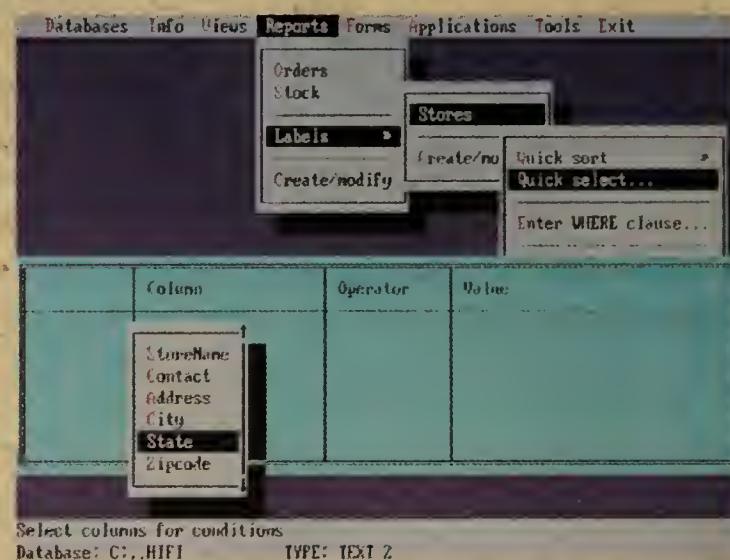 Databases Info Views Reports Forms Applications Tools Exit
Orders
Stock
Labels »
Create/modify
Stores
Create/mo
Quick sort »
Quick select...
Enter WHERE clause...
Column Operator Value
StoreName
Contact
Address
City
State
Zipcode
Select columns for conditions
Database: C:..HIFI TYPE: TEXT 2